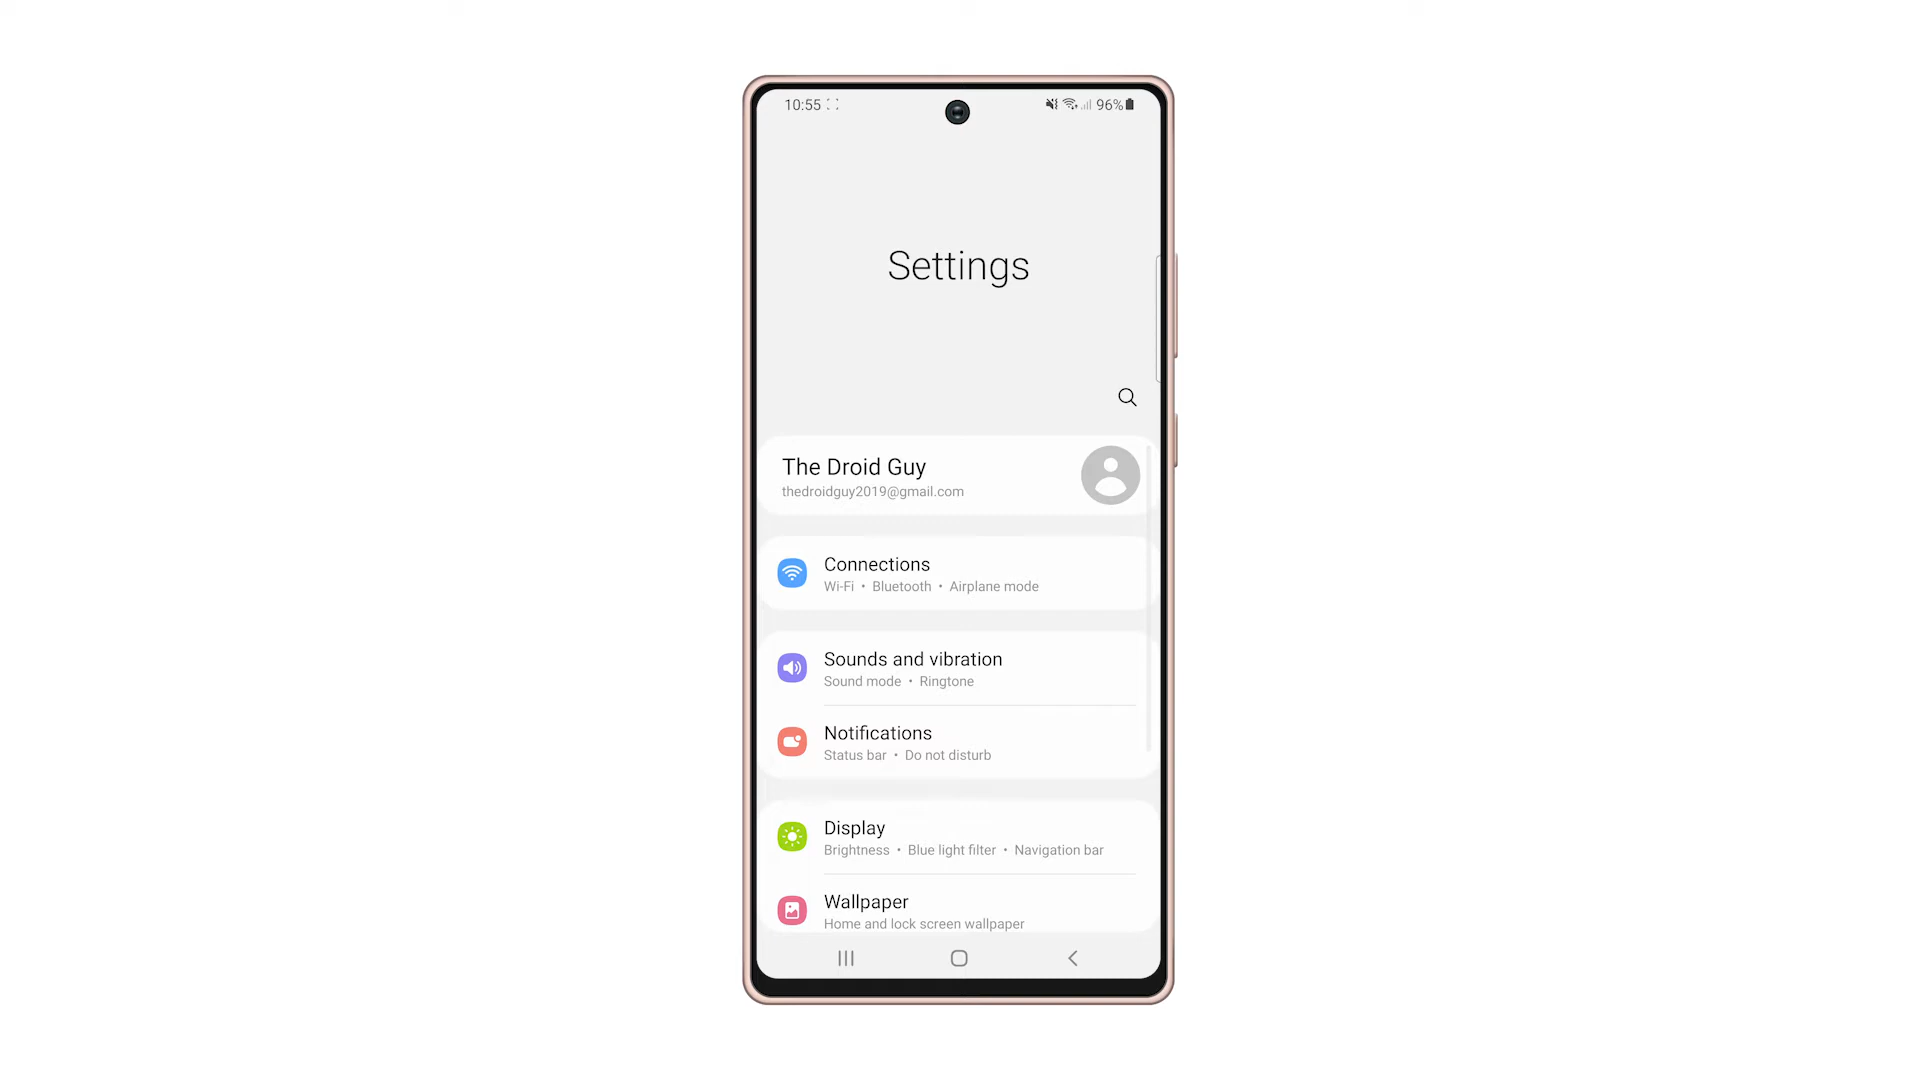 10:55
96%
Settings
The Droid Guy
thedroidguy2019@gmail.com
Connections
Wi-Fi • Bluetooth • Airplane mode
Sounds and vibration
Sound mode • Ringtone
Notifications
Status bar • Do not disturb
Display
Brightness • Blue light filter • Navigation bar
Wallpaper
Home and lock screen wallpaper